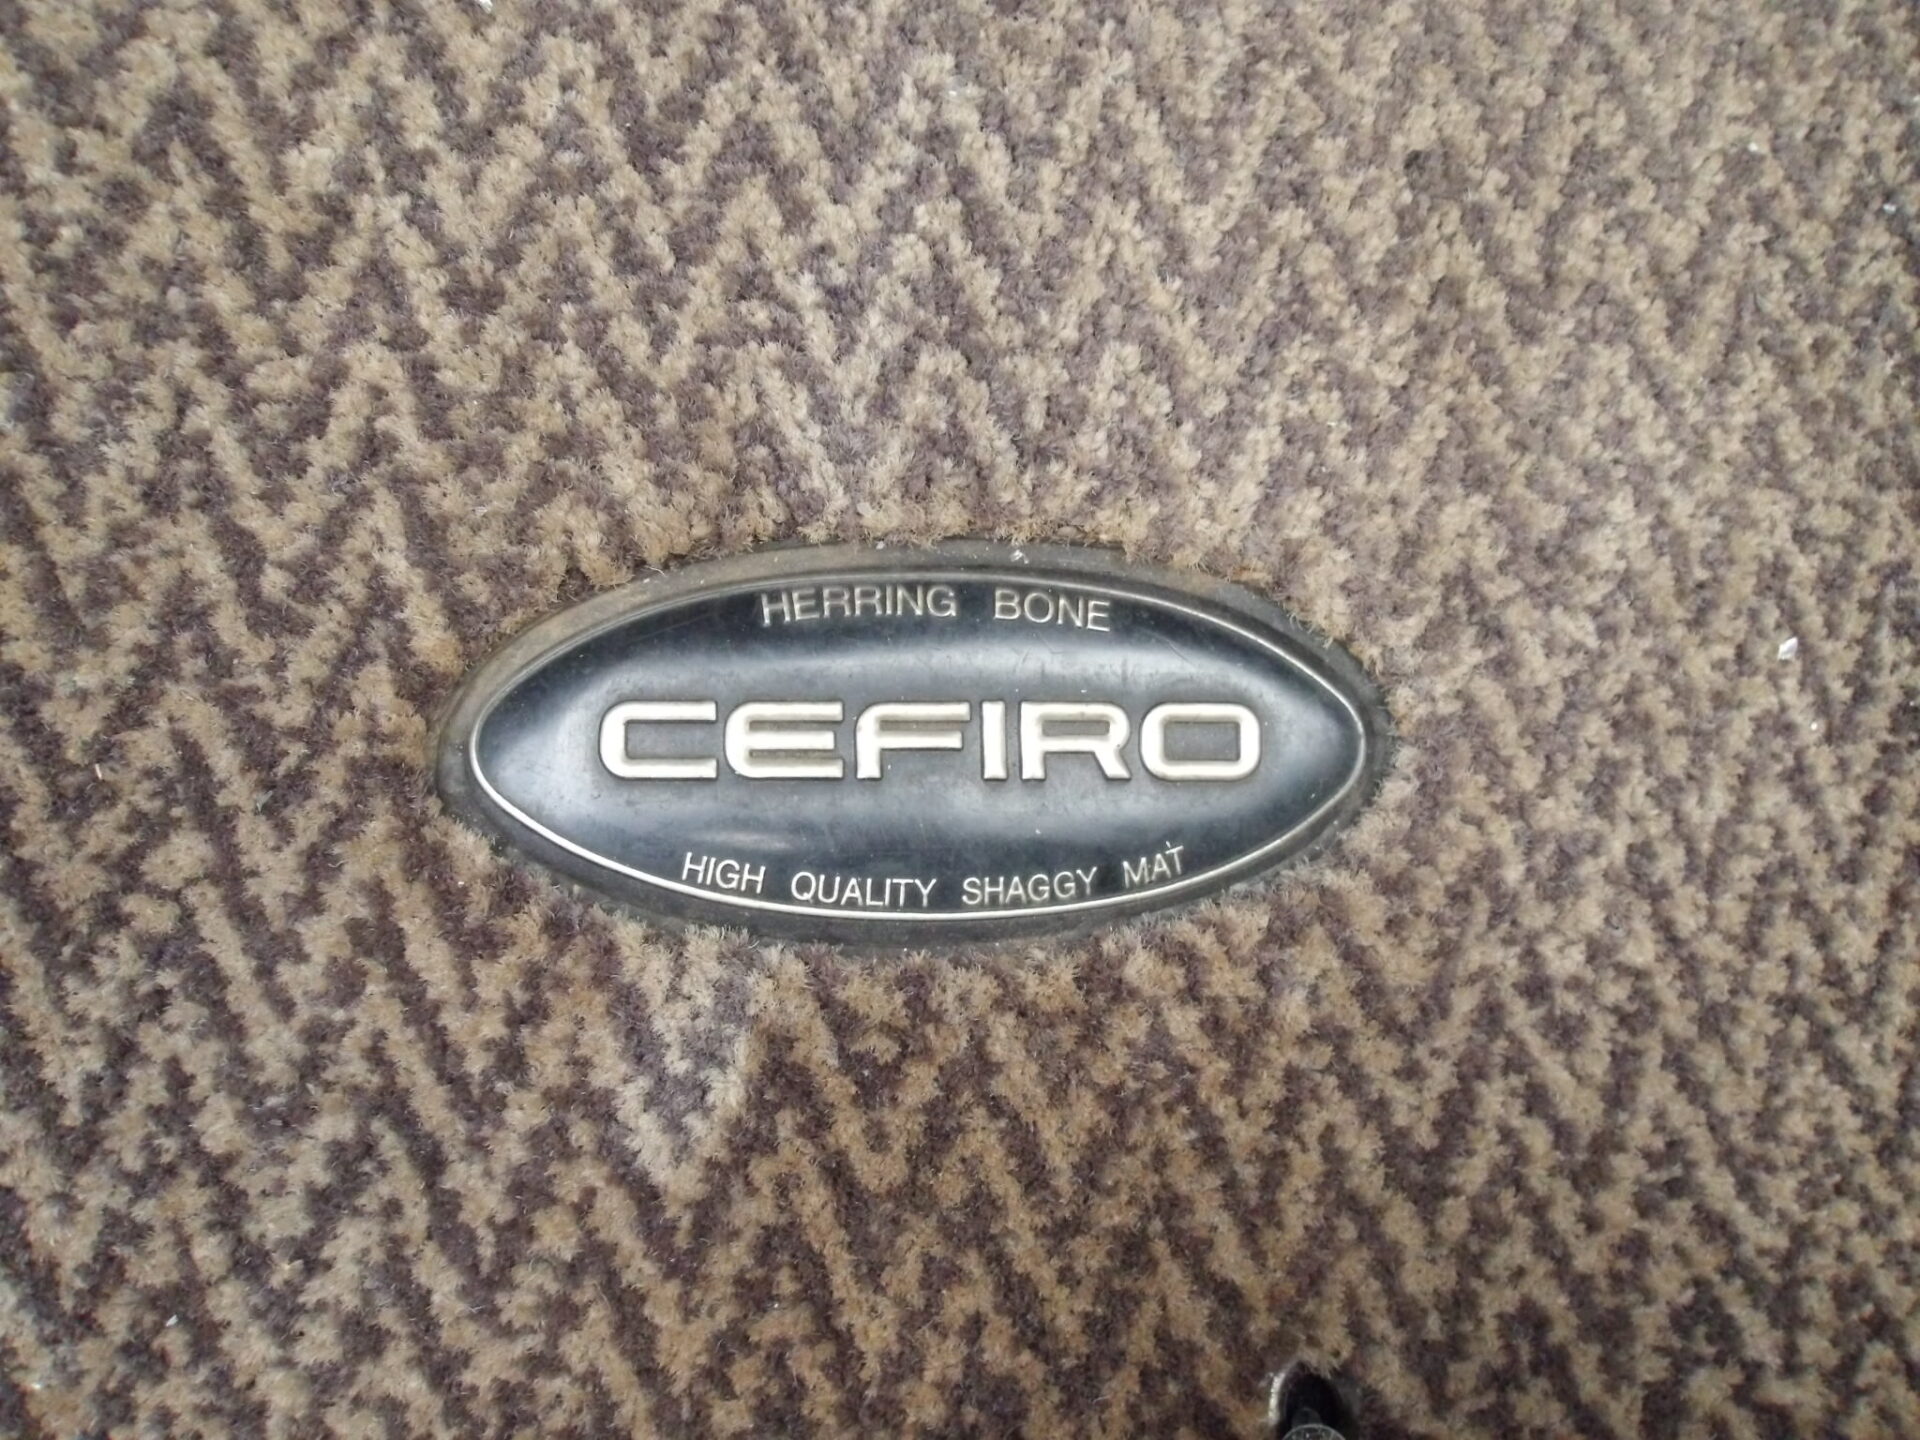 HERRING BONE
CEFIRO
HIGH QUALITY SHAGGY MAT